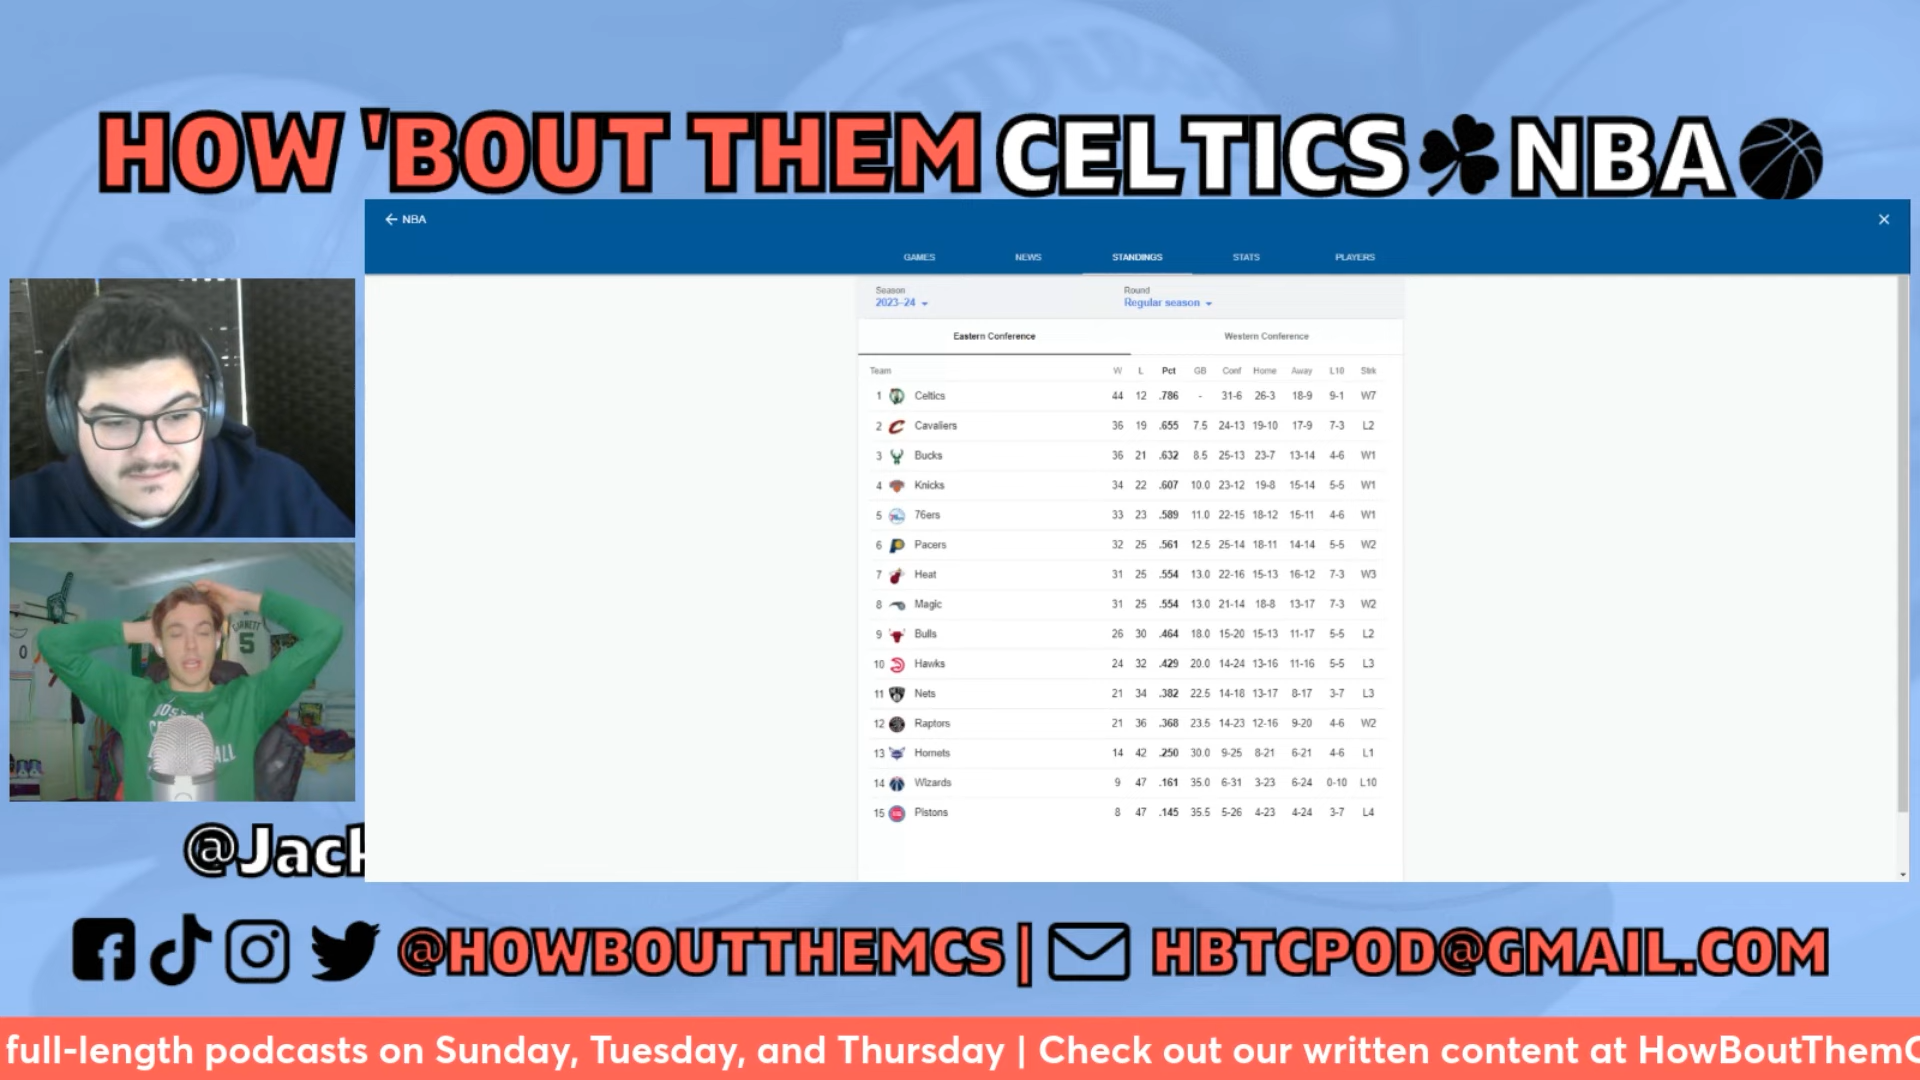 HOW 'BOUT THEM CELTICS NBA
← NBA ×
GAMES NEWS STANDINGS STATS PLAYERS
Season Round
2023–24 Regular season
Eastern Conference Western Conference
Team W L Pct GB Conf Home Away L10 Strk
1 Celtics 44 12 .786 - 31-6 26-3 18-9 9-1 W7
2 Cavaliers 36 19 .655 7.5 24-13 19-10 17-9 7-3 L2
3 Bucks 36 21 .632 8.5 25-13 23-7 13-14 4-6 W1
4 Knicks 34 22 .607 10.0 23-12 19-8 15-14 5-5 W1
5 76ers 33 23 .589 11.0 22-15 18-12 15-11 4-6 W1
6 Pacers 32 25 .561 12.5 25-14 18-11 14-14 5-5 W2
7 Heat 31 25 .554 13.0 22-16 15-13 16-12 7-3 W3
8 Magic 31 25 .554 13.0 21-14 18-8 13-17 7-3 W2
9 Bulls 26 30 .464 18.0 15-20 15-13 11-17 5-5 L2
10 Hawks 24 32 .429 20.0 14-24 13-16 11-16 5-5 L3
11 Nets 21 34 .382 22.5 14-18 13-17 8-17 3-7 L3
12 Raptors 21 36 .368 23.5 14-23 12-16 9-20 4-6 W2
13 Hornets 14 42 .250 30.0 9-25 8-21 6-21 4-6 L1
14 Wizards 9 47 .161 35.0 6-31 3-23 6-24 0-10 L10
15 Pistons 8 47 .145 35.5 5-26 4-23 4-24 3-7 L4
GARNETT
5
0
BOSTON
@Jack
@HOWBOUTTHEMCS | HBTCPOD@GMAIL.COM
full-length podcasts on Sunday, Tuesday, and Thursday | Check out our written content at HowBoutThemC